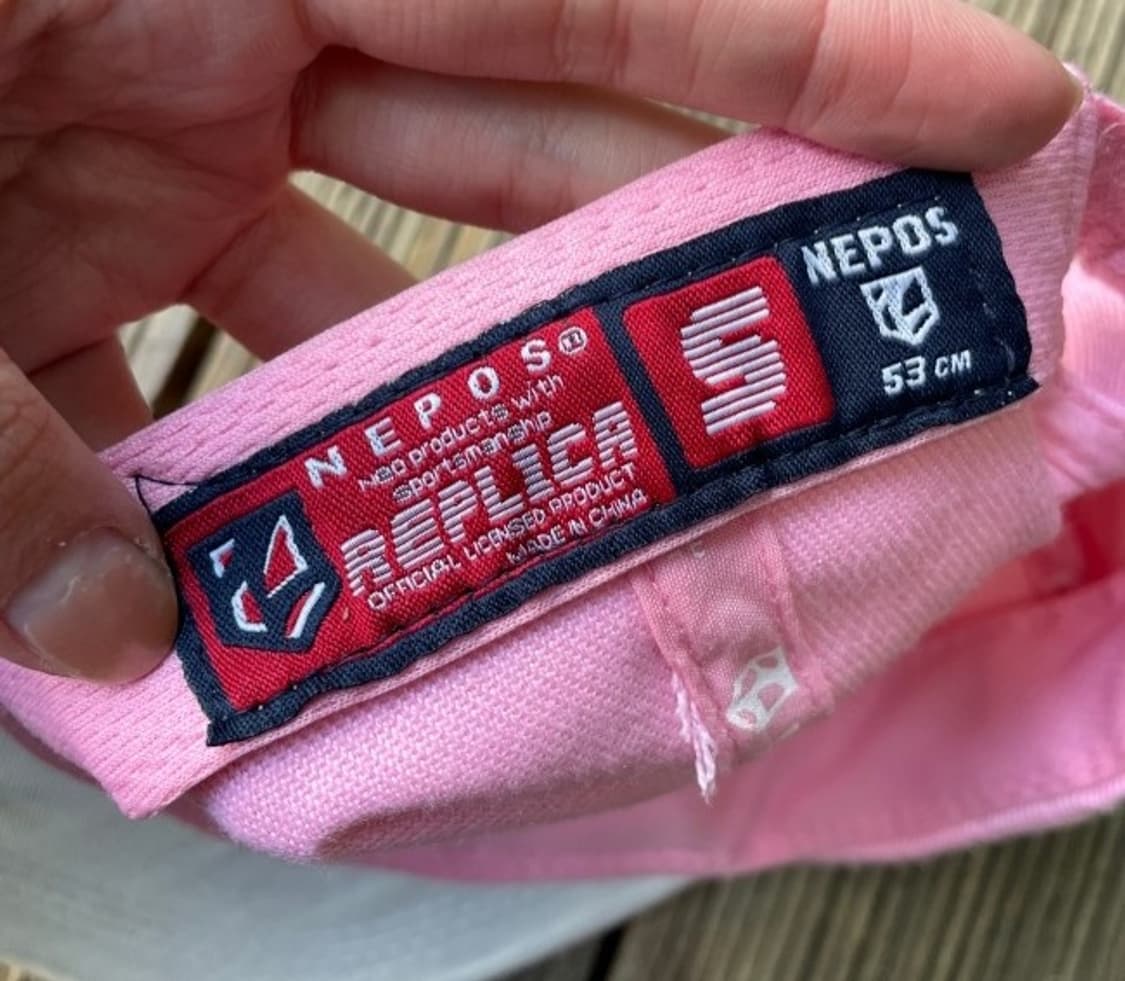 NEPOS®
Neo products with
sportsmanship
REPLICA
OFFICIAL LICENSED PRODUCT
MADE IN CHINA
S
NEPOS
53 CM